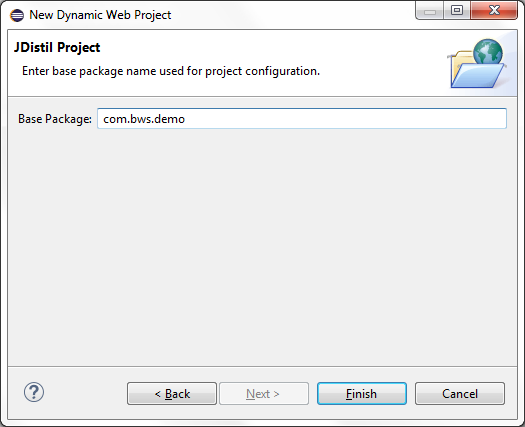 New Dynamic Web Project
JDistil Project
Enter base package name used for project configuration.
Base Package: com.bws.demo
? < Back Next > Finish Cancel